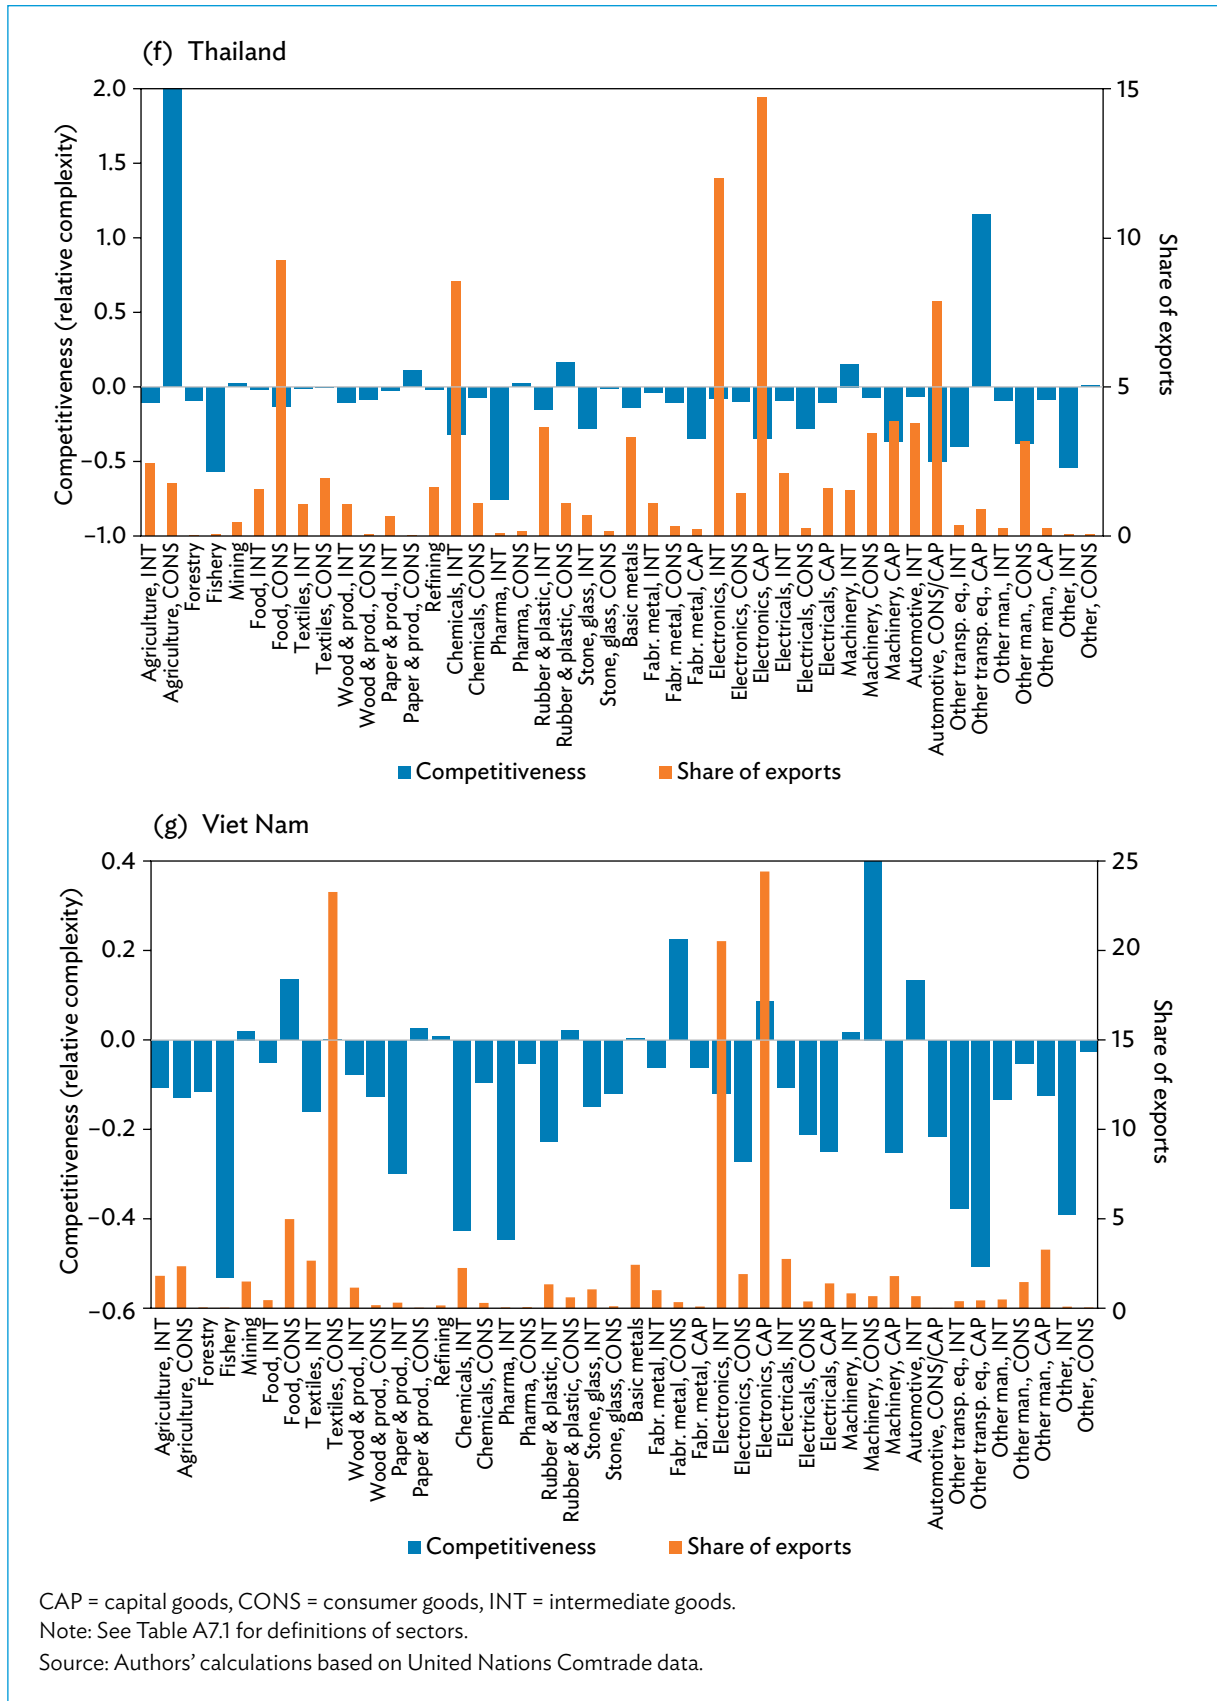 (f) Thailand
Competitiveness (relative complexity)
2.0
1.5
1.0
0.5
0.0
–0.5
–1.0
15
10
5
0
Share of exports
Agriculture, INT
Agriculture, CONS
Forestry
Fishery
Mining
Food, INT
Food, CONS
Textiles, INT
Textiles, CONS
Wood & prod., INT
Wood & prod., CONS
Paper & prod., INT
Paper & prod., CONS
Refining
Chemicals, INT
Chemicals, CONS
Pharma, INT
Pharma, CONS
Rubber & plastic, INT
Rubber & plastic, CONS
Stone, glass, INT
Stone, glass, CONS
Basic metals
Fabr. metal, INT
Fabr. metal, CONS
Fabr. metal, CAP
Electronics, INT
Electronics, CONS
Electronics, CAP
Electricals, INT
Electricals, CONS
Electricals, CAP
Machinery, INT
Machinery, CONS
Machinery, CAP
Automotive, INT
Automotive, CONS/CAP
Other transp. eq., INT
Other transp. eq., CAP
Other man., INT
Other man., CONS
Other man., CAP
Other, INT
Other, CONS
Competitiveness
Share of exports
(g) Viet Nam
Competitiveness (relative complexity)
0.4
0.2
0.0
–0.2
–0.4
–0.6
25
20
15
10
5
0
Share of exports
Agriculture, INT
Agriculture, CONS
Forestry
Fishery
Mining
Food, INT
Food, CONS
Textiles, INT
Textiles, CONS
Wood & prod., INT
Wood & prod., CONS
Paper & prod., INT
Paper & prod., CONS
Refining
Chemicals, INT
Chemicals, CONS
Pharma, INT
Pharma, CONS
Rubber & plastic, INT
Rubber & plastic, CONS
Stone, glass, INT
Stone, glass, CONS
Basic metals
Fabr. metal, INT
Fabr. metal, CONS
Fabr. metal, CAP
Electronics, INT
Electronics, CONS
Electronics, CAP
Electricals, INT
Electricals, CONS
Electricals, CAP
Machinery, INT
Machinery, CONS
Machinery, CAP
Automotive, INT
Automotive, CONS/CAP
Other transp. eq., INT
Other transp. eq., CAP
Other man., INT
Other man., CONS
Other man., CAP
Other, INT
Other, CONS
Competitiveness
Share of exports
CAP = capital goods, CONS = consumer goods, INT = intermediate goods.
Note: See Table A7.1 for definitions of sectors.
Source: Authors’ calculations based on United Nations Comtrade data.